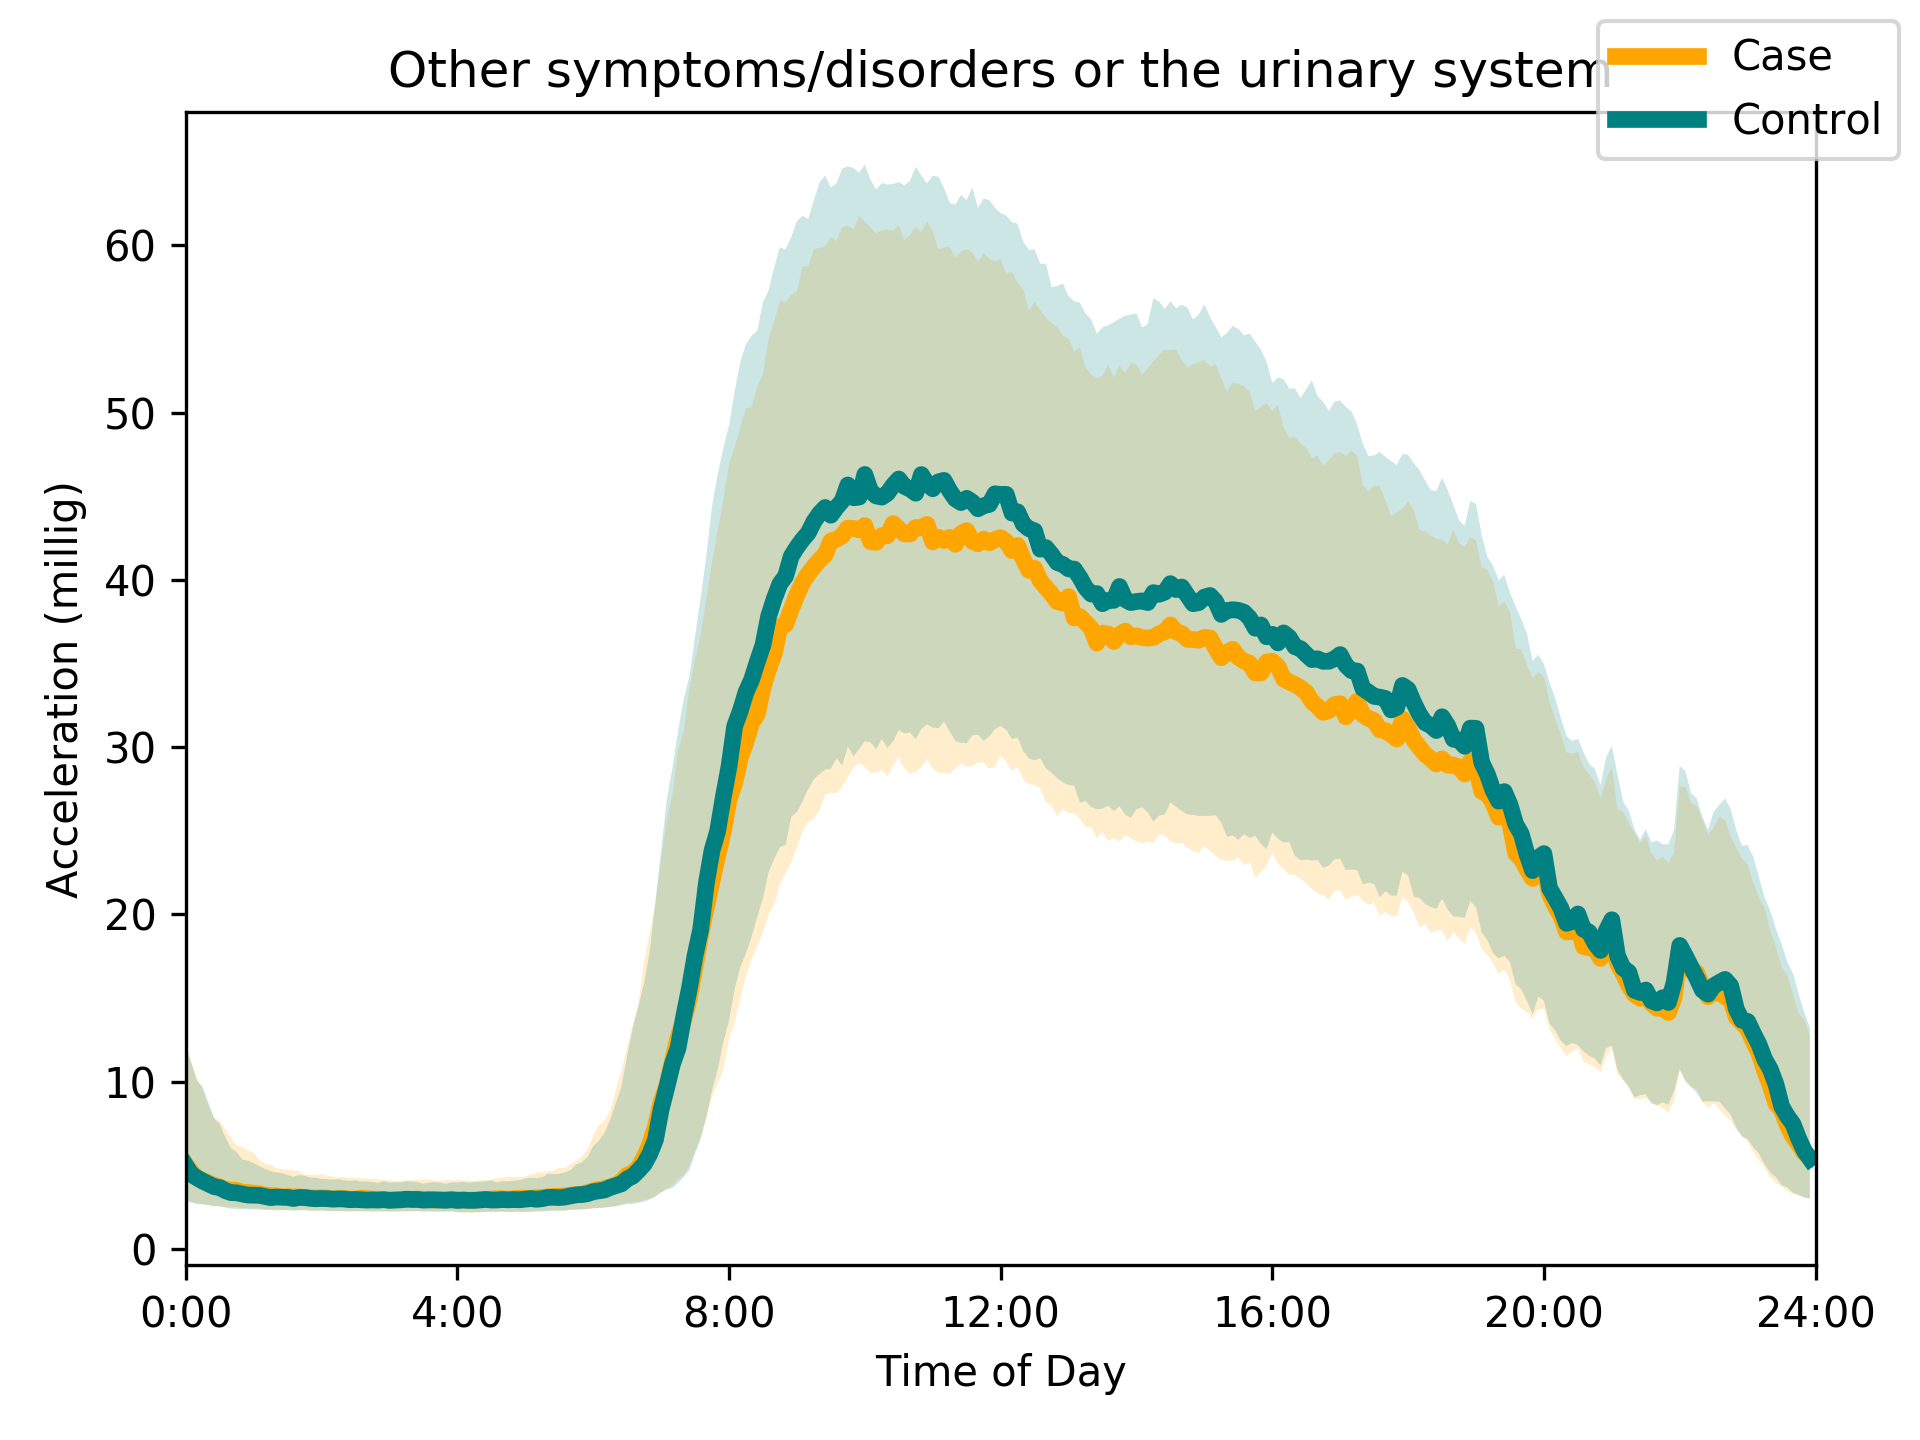 Other symptoms/disorders or the urinary system
Case
Control
Acceleration (millig)
60
50
40
30
20
10
0
0:00 4:00 8:00 12:00 16:00 20:00 24:00
Time of Day